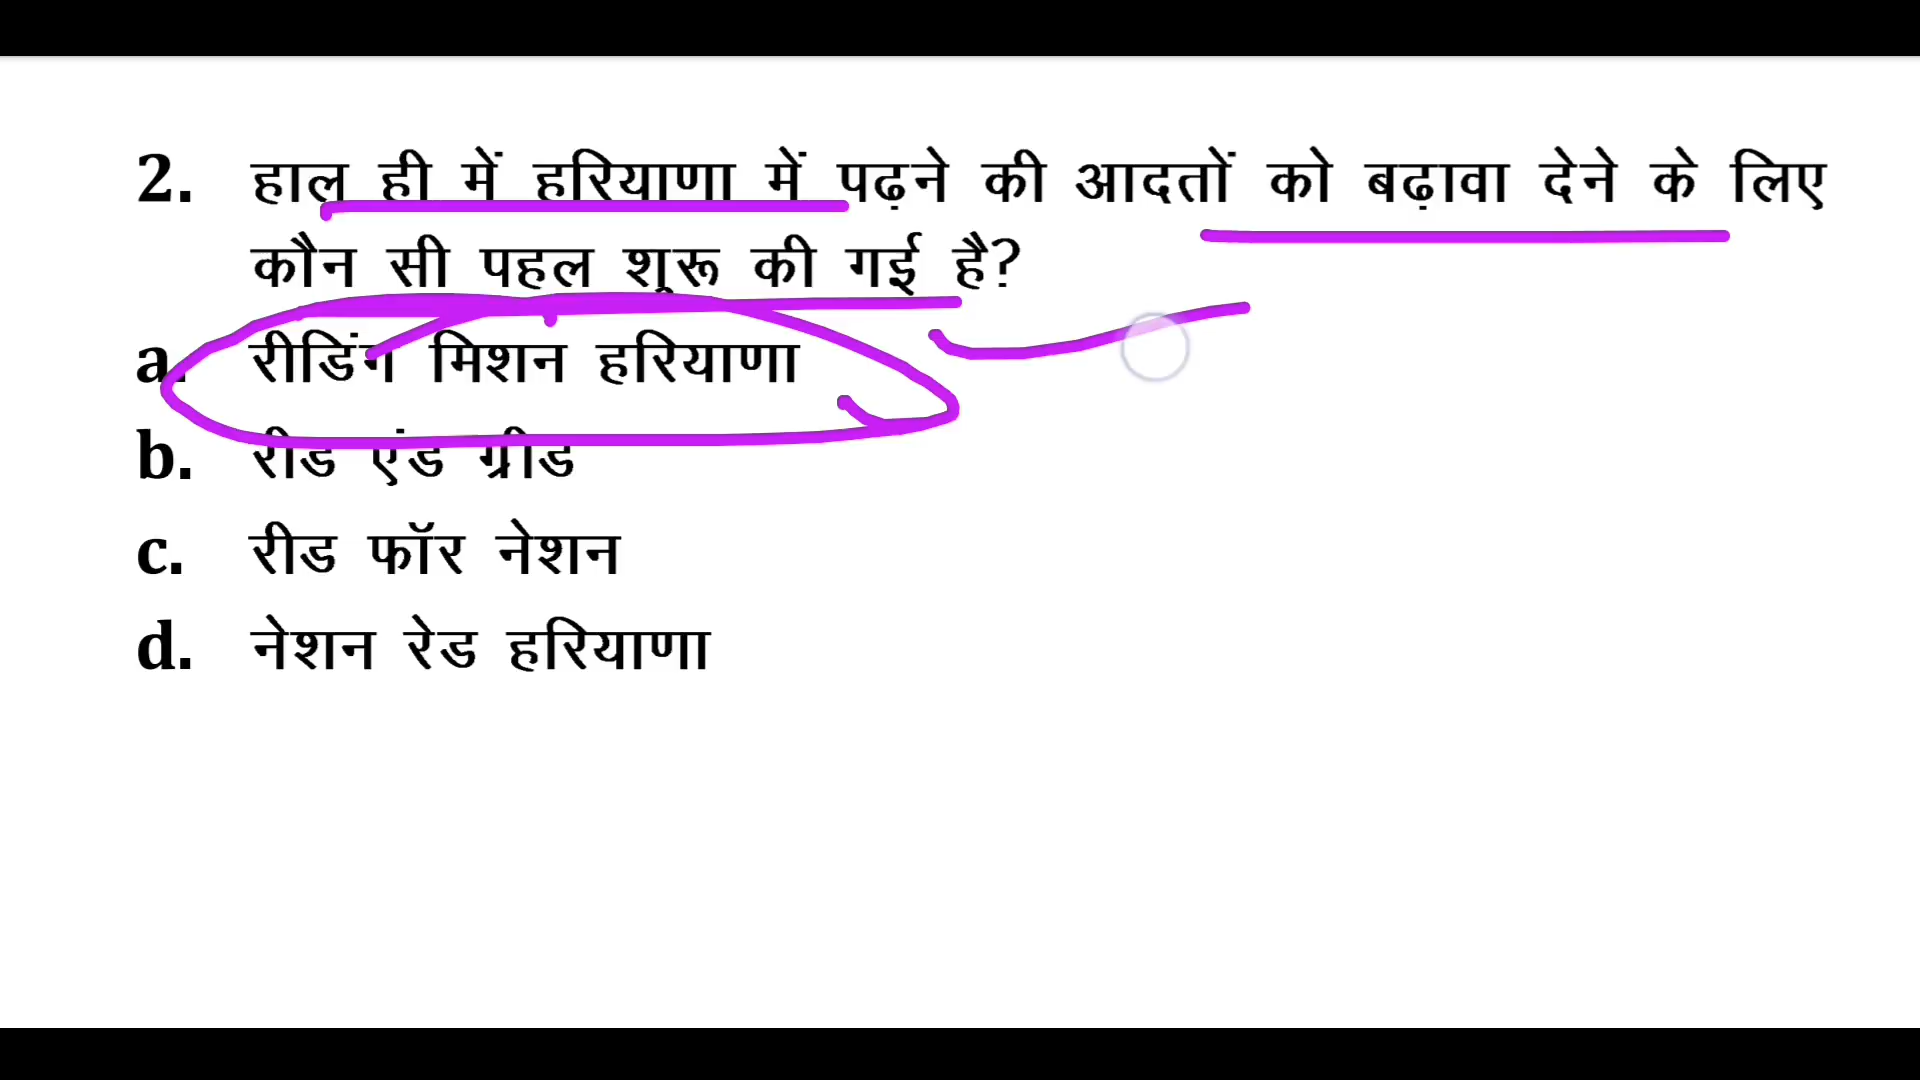 2. हाल ही में हरियाणा में पढ़ने की आदतों को बढ़ावा देने के लिए
कौन सी पहल शुरू की गई है?
a. रीडिंग मिशन हरियाणा
b. रीड एंड ग्रीड
c. रीड फॉर नेशन
d. नेशन रेड हरियाणा